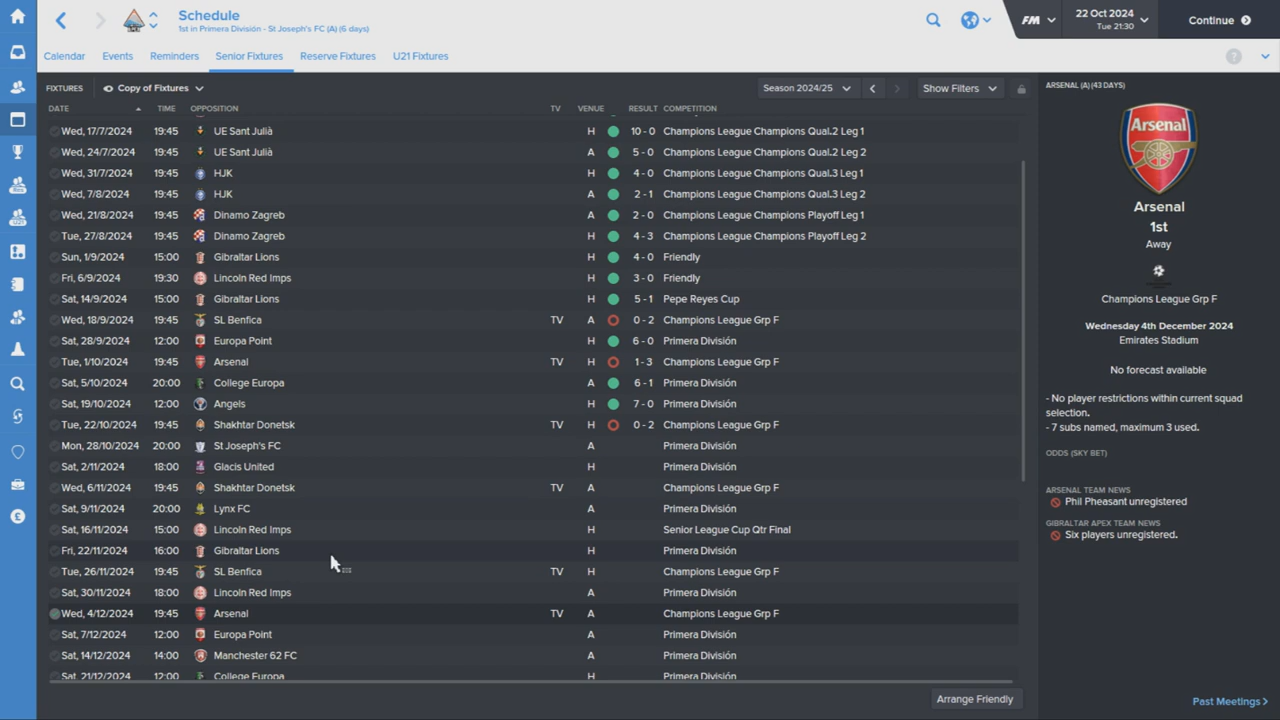 Schedule
1st in Primera División - St Joseph's FC (A) (6 days)
FM
22 Oct 2024
Tue 21:30
Continue
Calendar Events Reminders Senior Fixtures Reserve Fixtures U21 Fixtures
FIXTURES Copy of Fixtures Season 2024/25 Show Filters
DATE TIME OPPOSITION TV VENUE RESULT COMPETITION
Wed, 17/7/2024 19:45 UE Sant Julià H 10 - 0 Champions League Champions Qual.2 Leg 1
Wed, 24/7/2024 19:45 UE Sant Julià A 5 - 0 Champions League Champions Qual.2 Leg 2
Wed, 31/7/2024 19:45 HJK H 4 - 0 Champions League Champions Qual.3 Leg 1
Wed, 7/8/2024 19:45 HJK A 2 - 1 Champions League Champions Qual.3 Leg 2
Wed, 21/8/2024 19:45 Dinamo Zagreb A 2 - 0 Champions League Champions Playoff Leg 1
Tue, 27/8/2024 19:45 Dinamo Zagreb H 4 - 3 Champions League Champions Playoff Leg 2
Sun, 1/9/2024 15:00 Gibraltar Lions H 4 - 0 Friendly
Fri, 6/9/2024 19:30 Lincoln Red Imps H 3 - 0 Friendly
Sat, 14/9/2024 15:00 Gibraltar Lions H 5 - 1 Pepe Reyes Cup
Wed, 18/9/2024 19:45 SL Benfica TV A 0 - 2 Champions League Grp F
Sat, 28/9/2024 12:00 Europa Point H 6 - 0 Primera División
Tue, 1/10/2024 19:45 Arsenal TV H 1 - 3 Champions League Grp F
Sat, 5/10/2024 20:00 College Europa A 6 - 1 Primera División
Sat, 19/10/2024 12:00 Angels H 7 - 0 Primera División
Tue, 22/10/2024 19:45 Shakhtar Donetsk TV H 0 - 2 Champions League Grp F
Mon, 28/10/2024 20:00 St Joseph's FC A Primera División
Sat, 2/11/2024 18:00 Glacis United H Primera División
Wed, 6/11/2024 19:45 Shakhtar Donetsk TV A Champions League Grp F
Sat, 9/11/2024 20:00 Lynx FC A Primera División
Sat, 16/11/2024 15:00 Lincoln Red Imps H Senior League Cup Qtr Final
Fri, 22/11/2024 16:00 Gibraltar Lions H Primera División
Tue, 26/11/2024 19:45 SL Benfica TV H Champions League Grp F
Sat, 30/11/2024 18:00 Lincoln Red Imps A Primera División
Wed, 4/12/2024 19:45 Arsenal TV A Champions League Grp F
Sat, 7/12/2024 12:00 Europa Point A Primera División
Sat, 14/12/2024 14:00 Manchester 62 FC A Primera División
Sat, 21/12/2024 12:00 College Europa H Primera División
Arrange Friendly
ARSENAL (A) (43 DAYS)
Arsenal
Arsenal
1st
Away
Champions League Grp F
Wednesday 4th December 2024
Emirates Stadium
No forecast available
- No player restrictions within current squad
selection.
- 7 subs named, maximum 3 used.
ODDS (SKY BET)
ARSENAL TEAM NEWS
Phil Pheasant unregistered
GIBRALTAR APEX TEAM NEWS
Six players unregistered.
Past Meetings